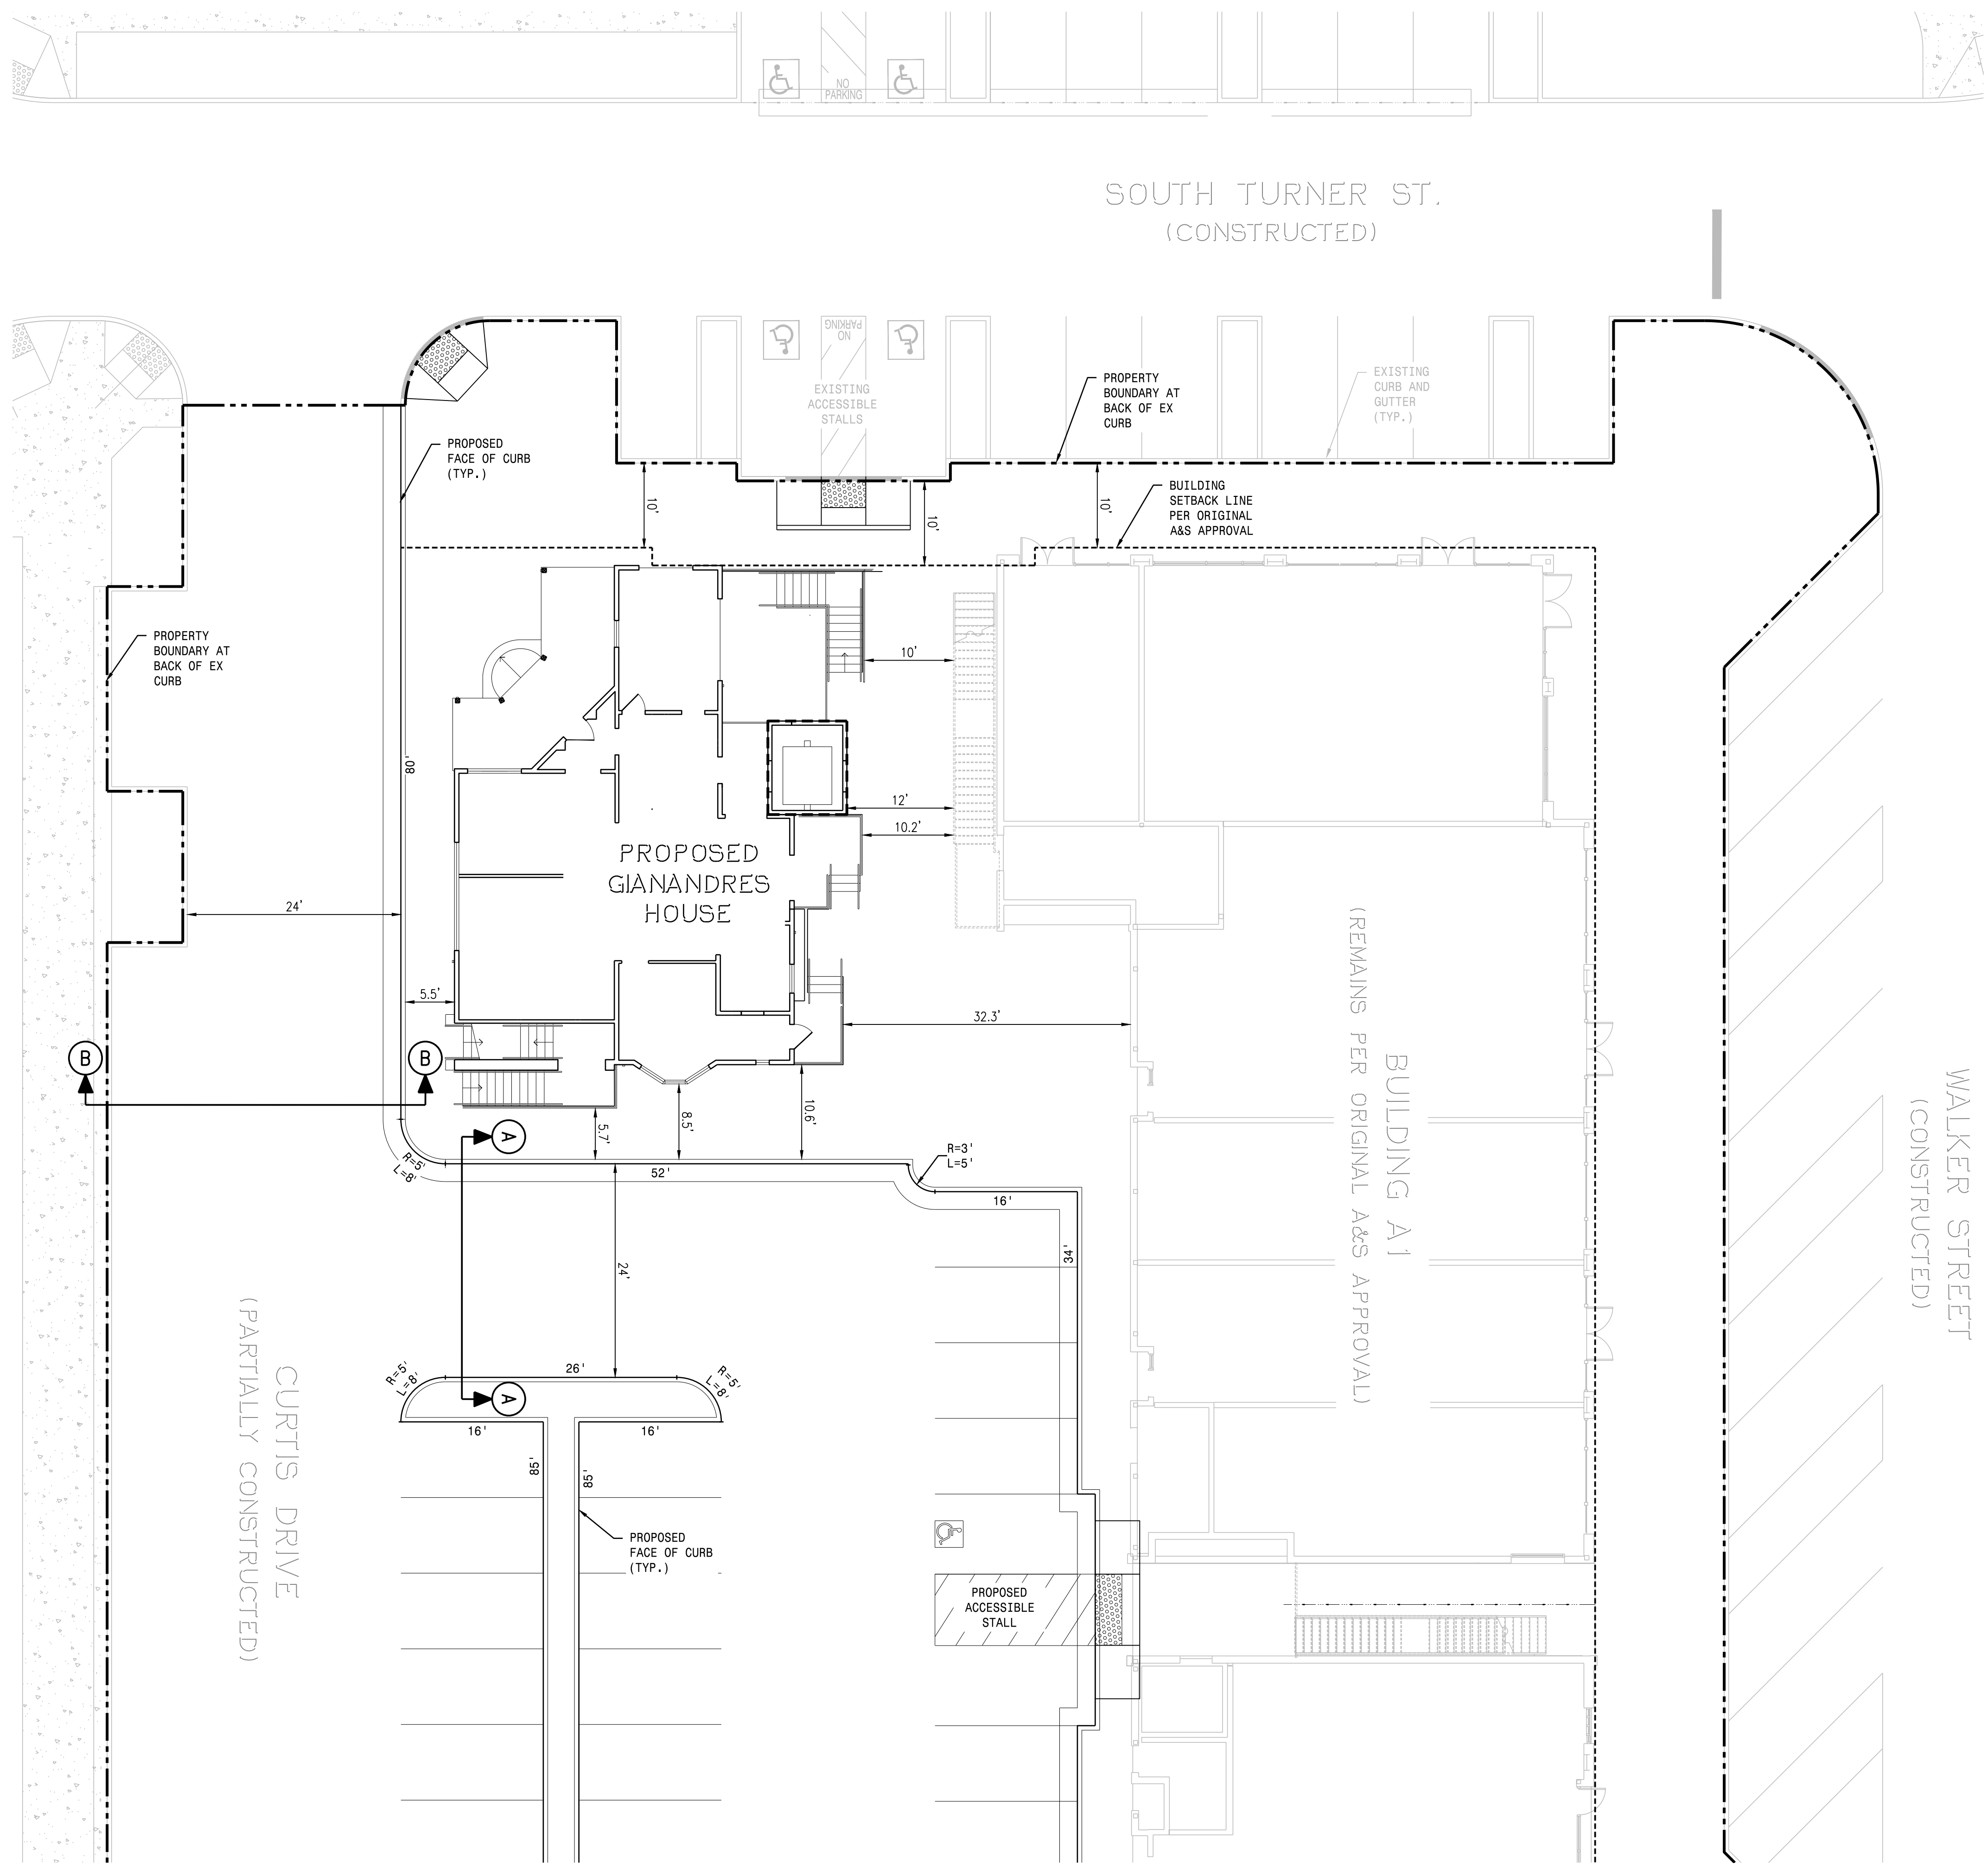 NO
PARKING
SOUTH TURNER ST.
(CONSTRUCTED)
NO
PARKING
EXISTING
ACCESSIBLE
STALLS
PROPERTY
BOUNDARY AT
BACK OF EX
CURB
EXISTING
CURB AND
GUTTER
(TYP.)
PROPOSED
FACE OF CURB
(TYP.)
10'
10'
10'
BUILDING
SETBACK LINE
PER ORIGINAL
A&S APPROVAL
PROPERTY
BOUNDARY AT
BACK OF EX
CURB
10'
80'
12'
10.2'
PROPOSED
GIANANDRES
HOUSE
24'
5.5'
32.3'
B
B
A
5.7'
8.5'
10.6'
R=5'
L=8'
52'
R=3'
L=5'
16'
34'
24'
BUILDING A1
(REMAINS PER ORIGINAL A&S APPROVAL)
WALKER STREET
(CONSTRUCTED)
CURTIS DRIVE
(PARTIALLY CONSTRUCTED)
R=5'
L=8'
26'
R=5'
L=8'
A
16'
16'
85'
85'
PROPOSED
FACE OF CURB
(TYP.)
PROPOSED
ACCESSIBLE
STALL